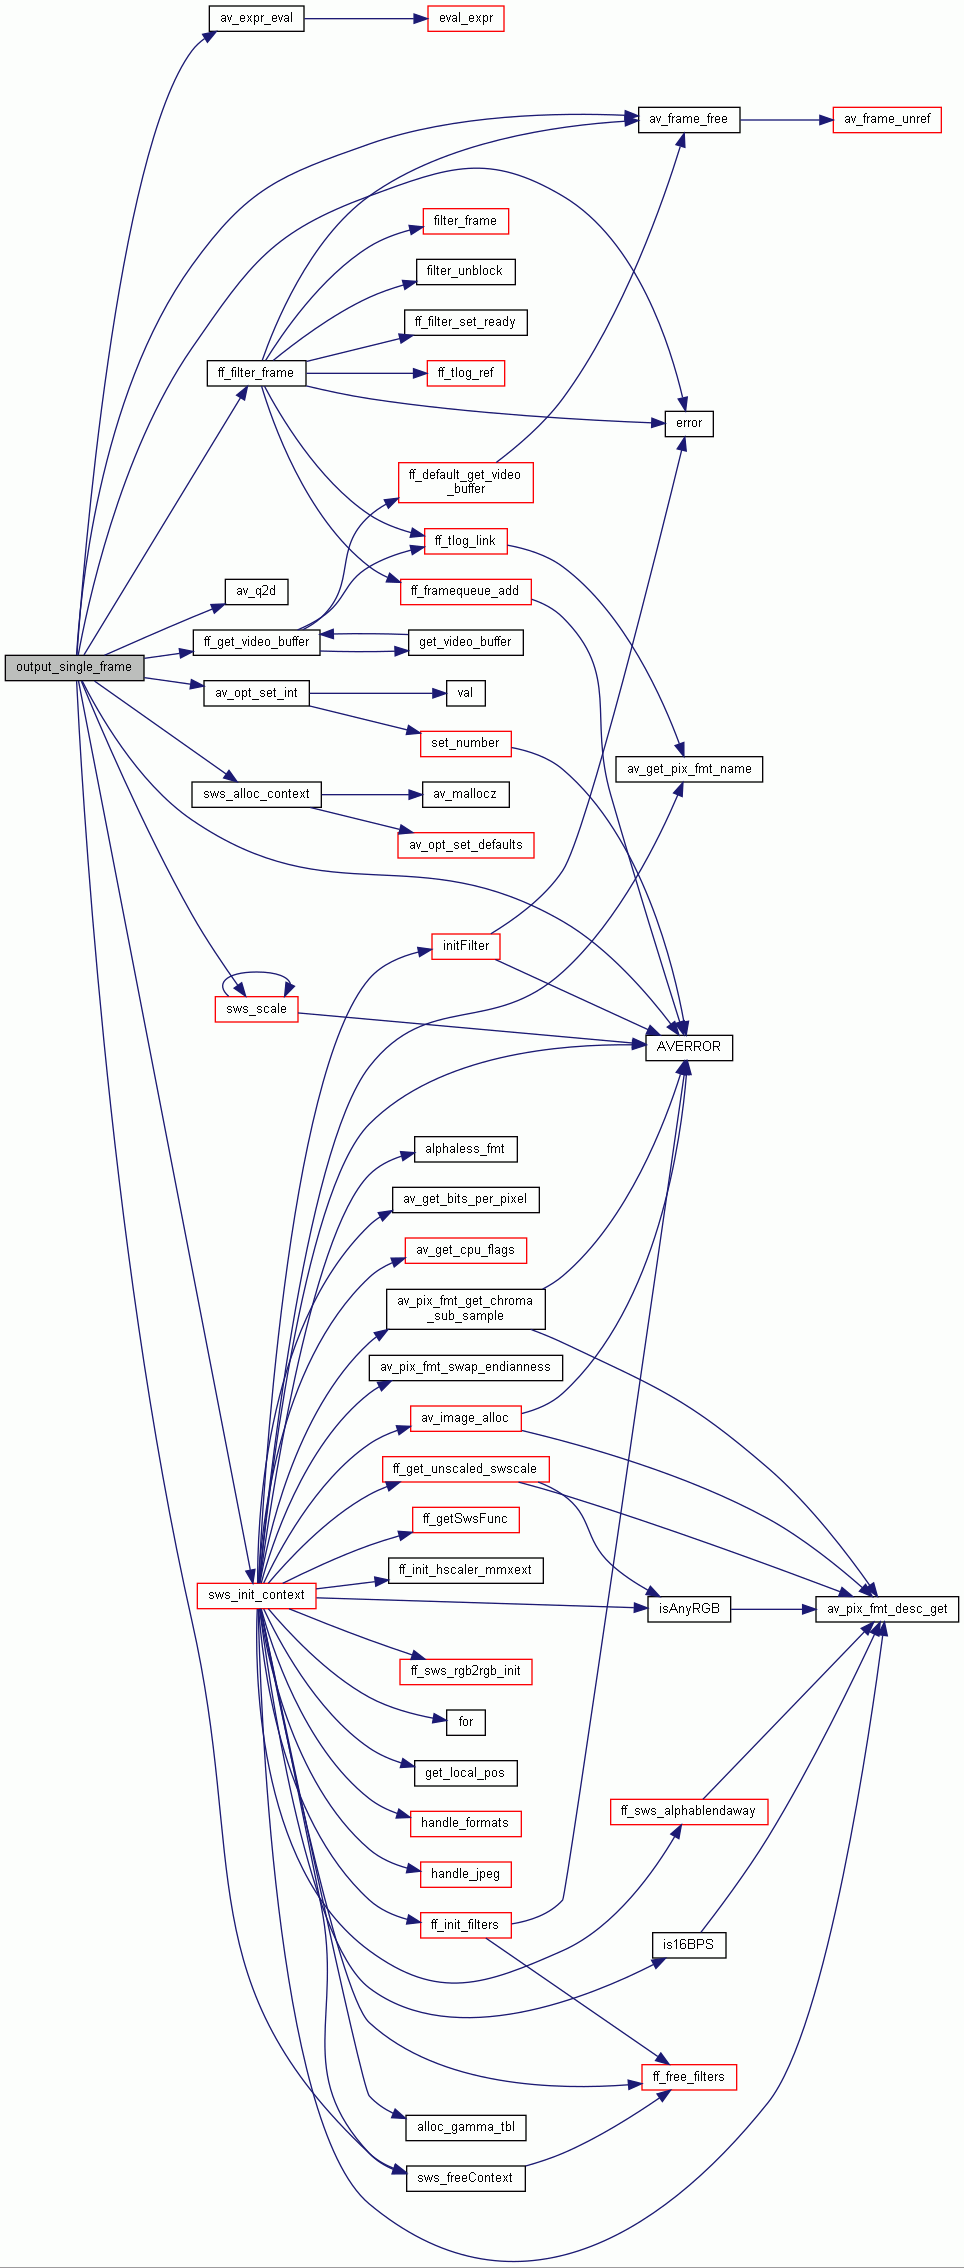 av_expr_eval
eval_expr
av_frame_free
av_frame_unref
filter_frame
filter_unblock
ff_filter_set_ready
ff_filter_frame
ff_tlog_ref
error
ff_default_get_video
_buffer
ff_tlog_link
av_q2d
ff_framequeue_add
ff_get_video_buffer
get_video_buffer
output_single_frame
av_opt_set_int
val
set_number
av_get_pix_fmt_name
sws_alloc_context
av_mallocz
av_opt_set_defaults
initFilter
sws_scale
AVERROR
alphaless_fmt
av_get_bits_per_pixel
av_get_cpu_flags
av_pix_fmt_get_chroma
_sub_sample
av_pix_fmt_swap_endianness
av_image_alloc
ff_get_unscaled_swscale
ff_getSwsFunc
ff_init_hscaler_mmxext
sws_init_context
isAnyRGB
av_pix_fmt_desc_get
ff_sws_rgb2rgb_init
for
get_local_pos
ff_sws_alphablendaway
handle_formats
handle_jpeg
ff_init_filters
is16BPS
ff_free_filters
alloc_gamma_tbl
sws_freeContext